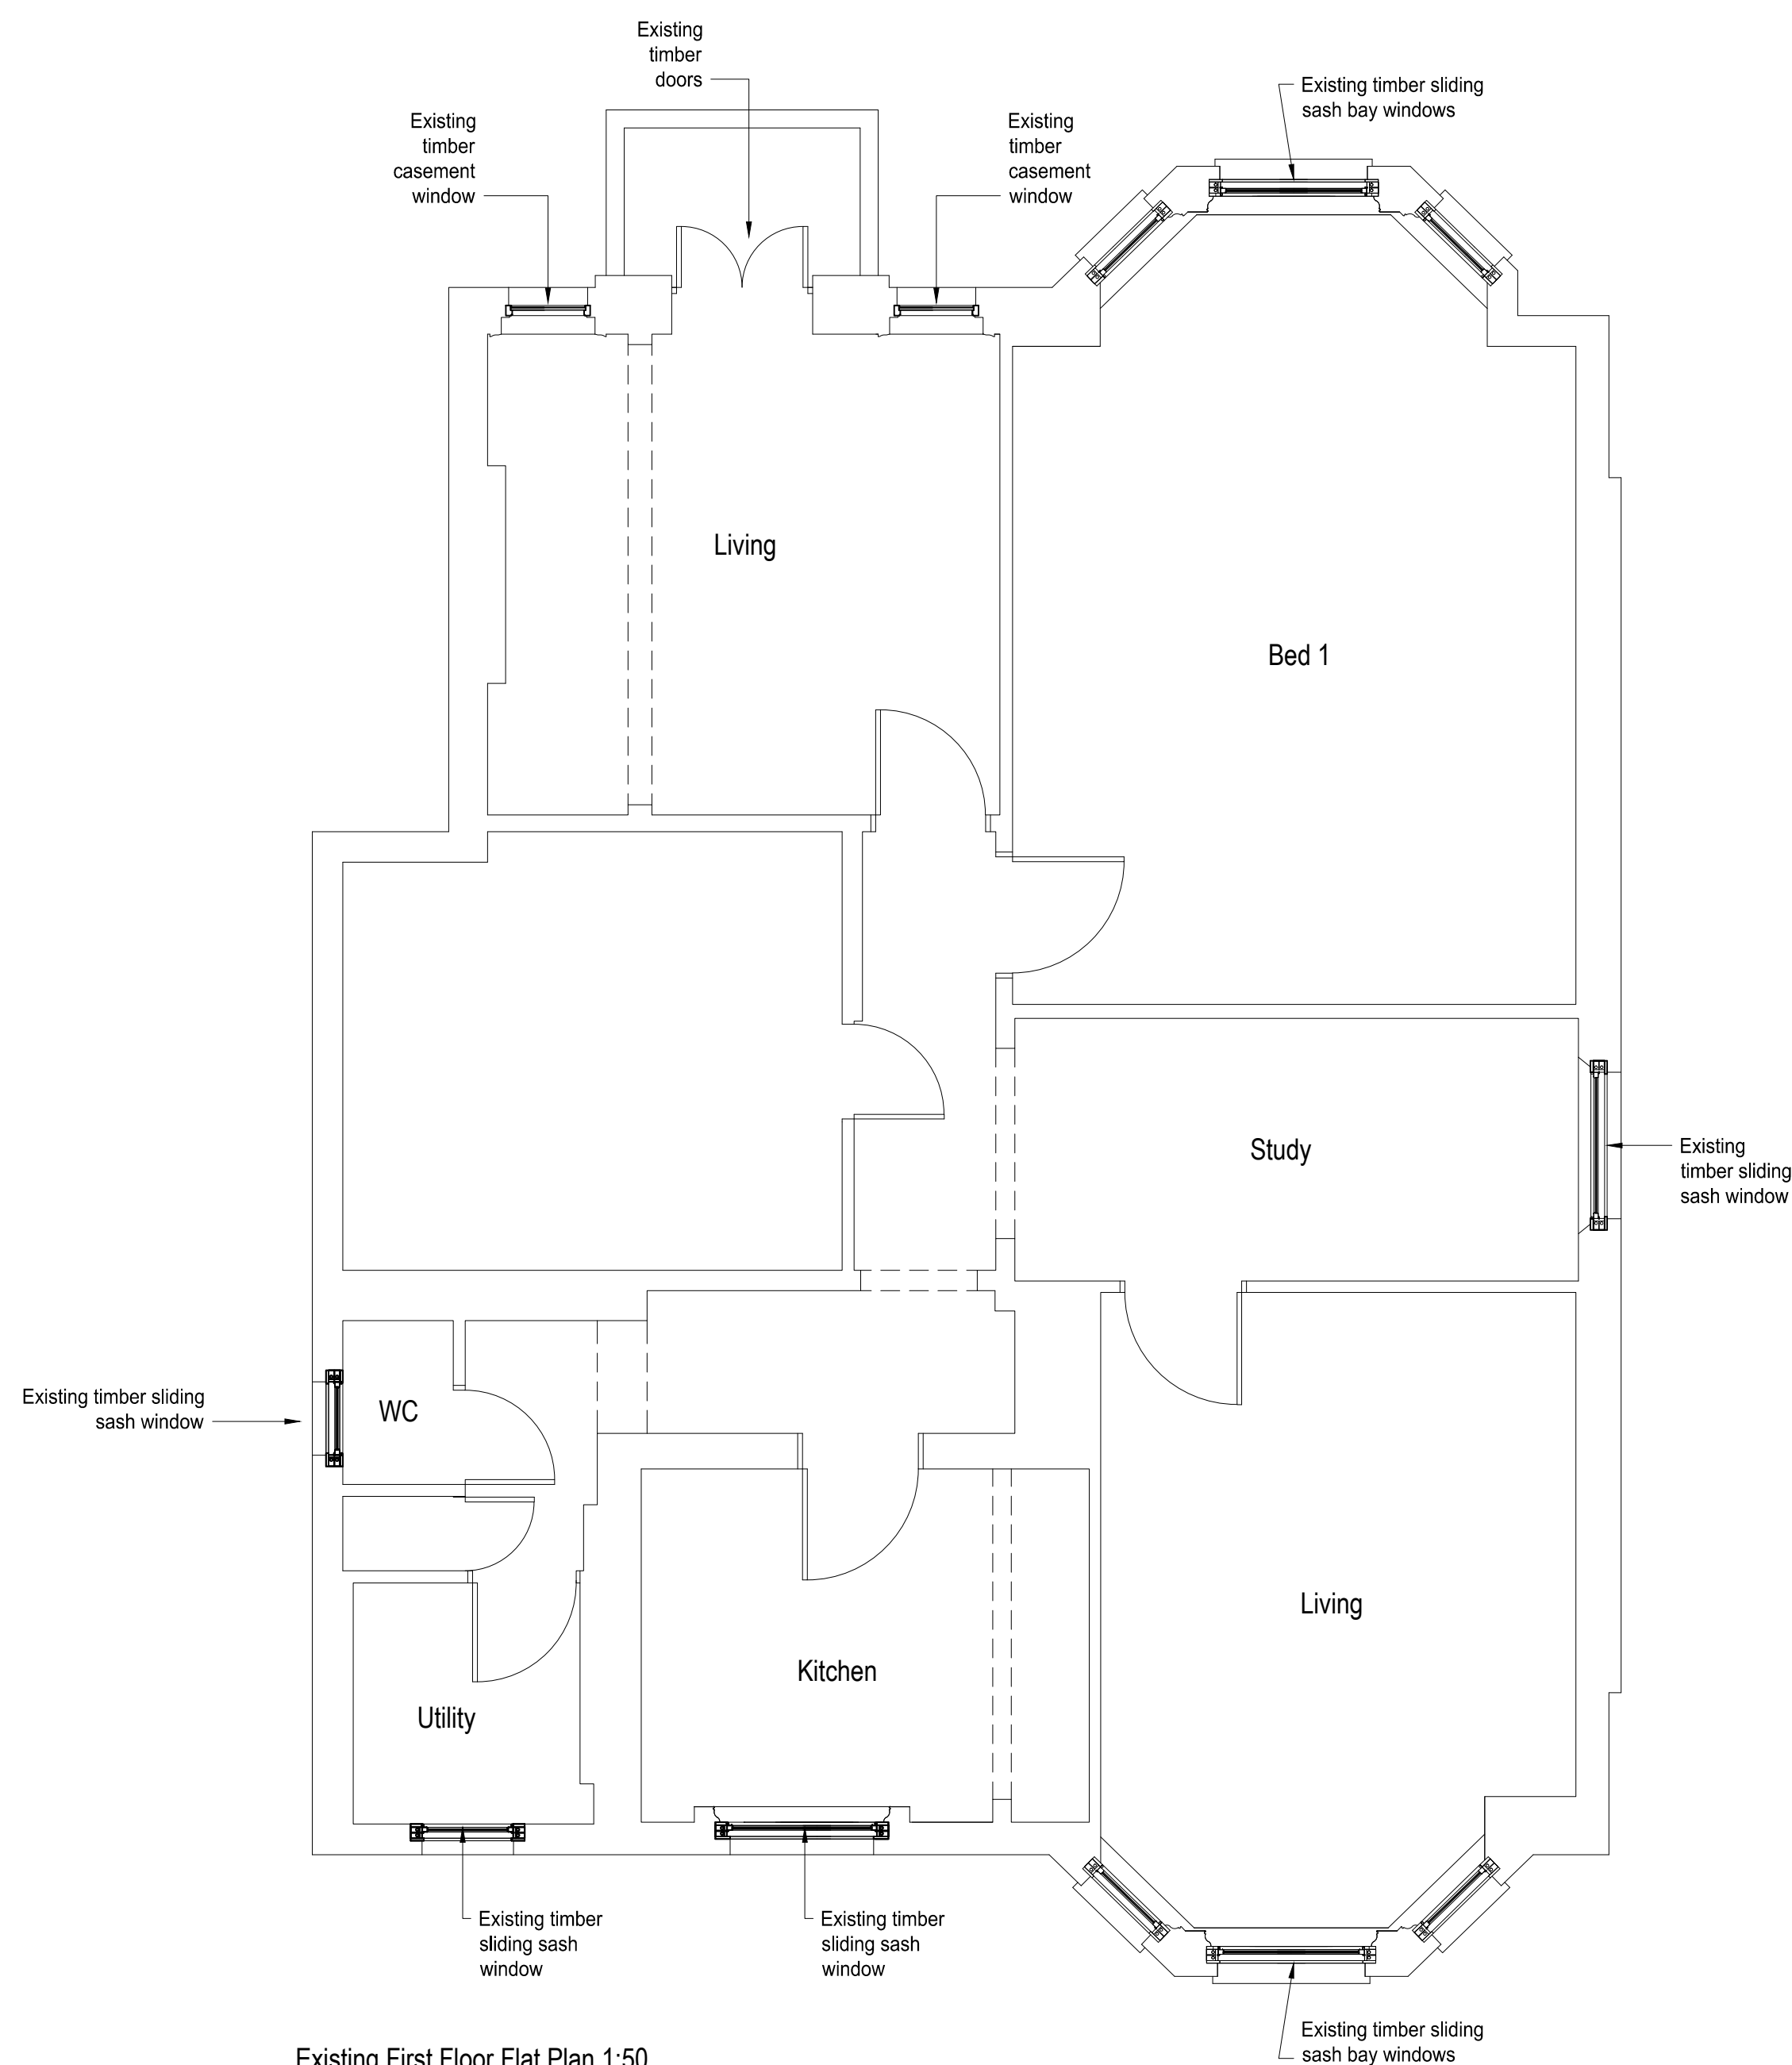 Existing
timber
doors
Existing timber sliding
sash bay windows
Existing
timber
casement
window
Existing
timber
casement
window
Living
Bed 1
Study
Existing
timber sliding
sash window
Existing timber sliding
sash window
WC
Living
Kitchen
Utility
Existing timber
sliding sash
window
Existing timber
sliding sash
window
Existing timber sliding
sash bay windows
Existing First Floor Flat Plan 1:50